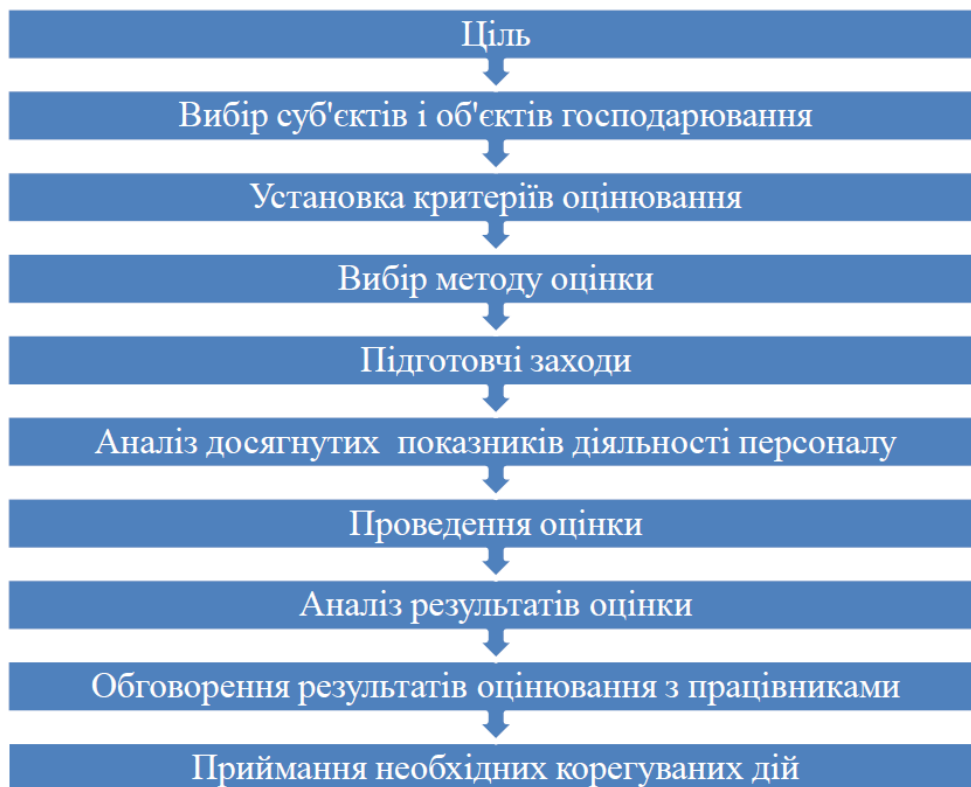 Ціль
Вибір суб'єктів і об'єктів господарювання
Установка критеріїв оцінювання
Вибір методу оцінки
Підготовчі заходи
Аналіз досягнутих  показників діяльності персоналу
Проведення оцінки
Аналіз результатів оцінки
Обговорення результатів оцінювання з працівниками
Приймання необхідних корегуваних дій